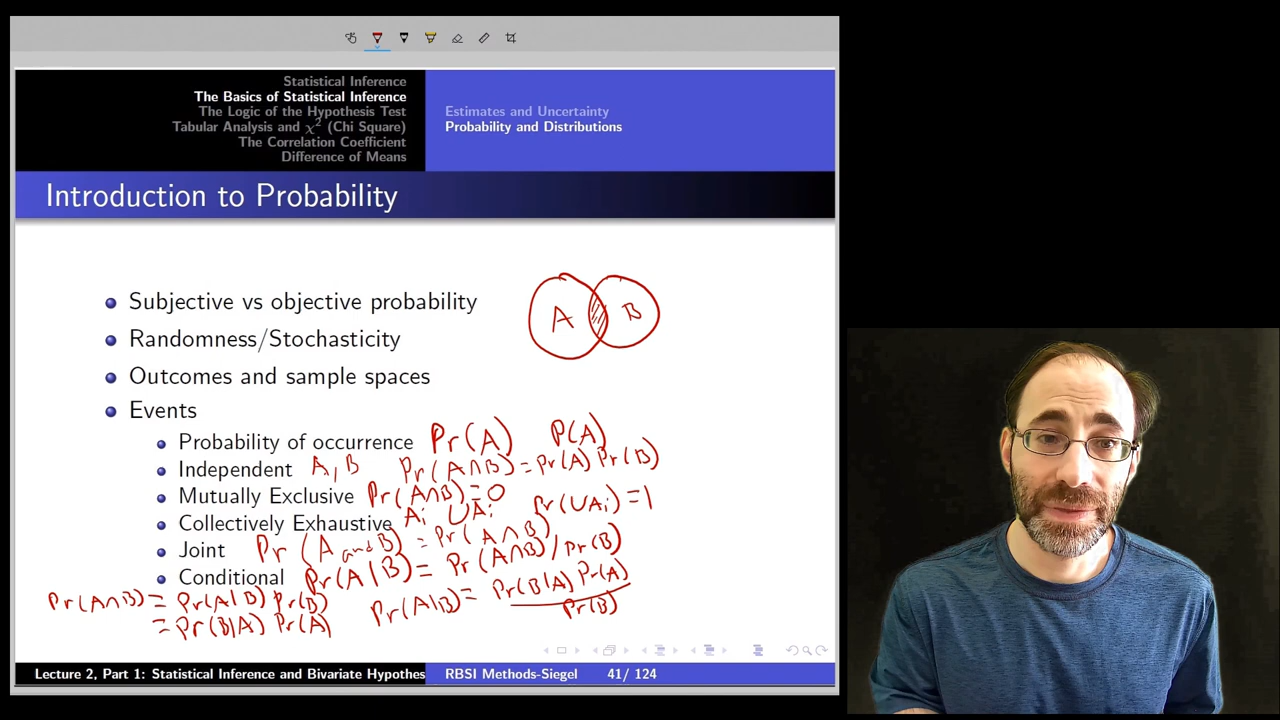 Statistical Inference
The Basics of Statistical Inference
The Logic of the Hypothesis Test
Tabular Analysis and χ² (Chi Square)
The Correlation Coefficient
Difference of Means
Estimates and Uncertainty
Probability and Distributions
Introduction to Probability
Subjective vs objective probability
A B
Randomness/Stochasticity
Outcomes and sample spaces
Events
Probability of occurrence Pr(A) P(A)
Independent A, B Pr(A∩B) = Pr(A) Pr(B)
Mutually Exclusive Pr(A∩B) = 0
Collectively Exhaustive Ai ∪Ai Pr(∪Ai) = 1
Joint Pr(A and B) = Pr(A∩B)
Conditional Pr(A|B) = Pr(A∩B)/Pr(B)
Pr(A∩B) = Pr(A|B) Pr(B)
= Pr(B|A) Pr(A)
Pr(A|B) = Pr(B|A) Pr(A)
Pr(B)
Lecture 2, Part 1: Statistical Inference and Bivariate Hypothes RBSI Methods-Siegel 41/ 124